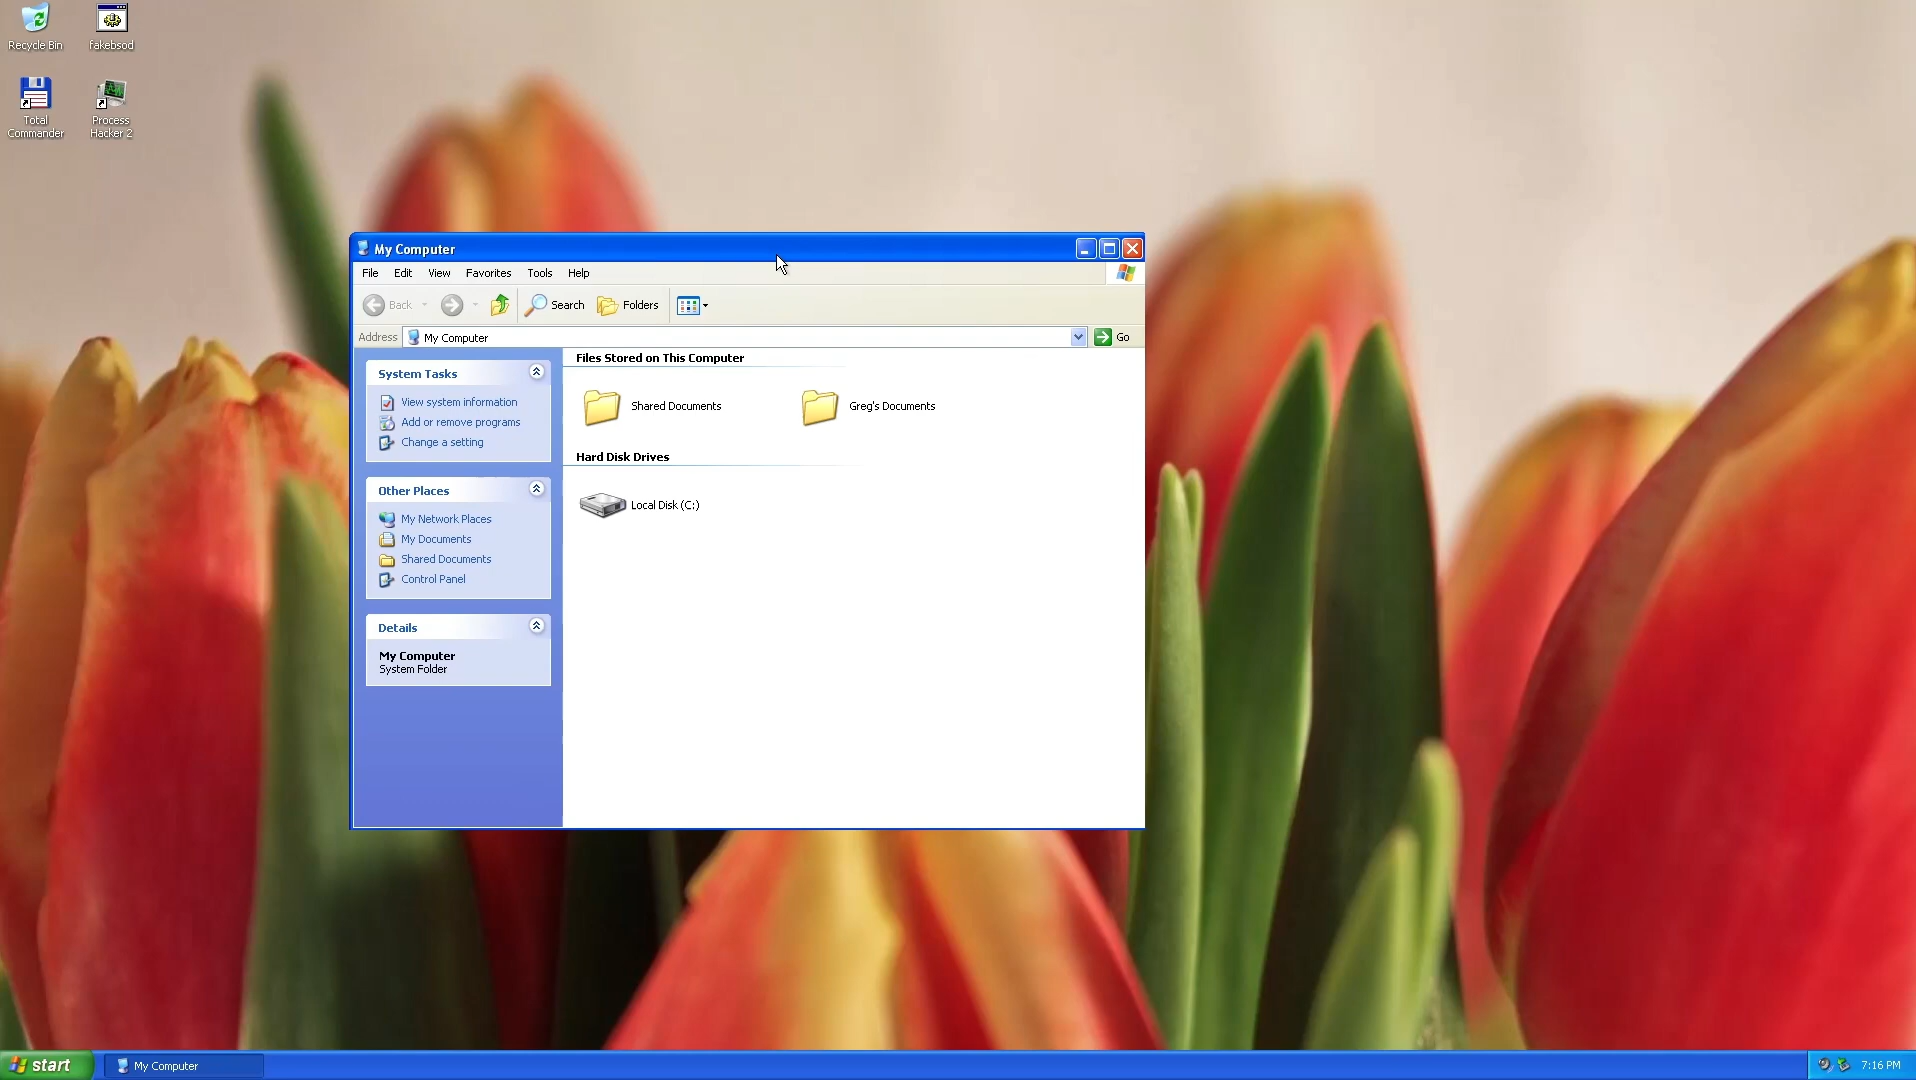 Recycle Bin
fakebsod
Total
Commander
Process
Hacker 2
My Computer
File Edit View Favorites Tools Help
Back Search Folders
Address My Computer Go
System Tasks
View system information
Add or remove programs
Change a setting
Other Places
My Network Places
My Documents
Shared Documents
Control Panel
Details
My Computer
System Folder
Files Stored on This Computer
Shared Documents
Greg's Documents
Hard Disk Drives
Local Disk (C:)
start
My Computer
7:16 PM